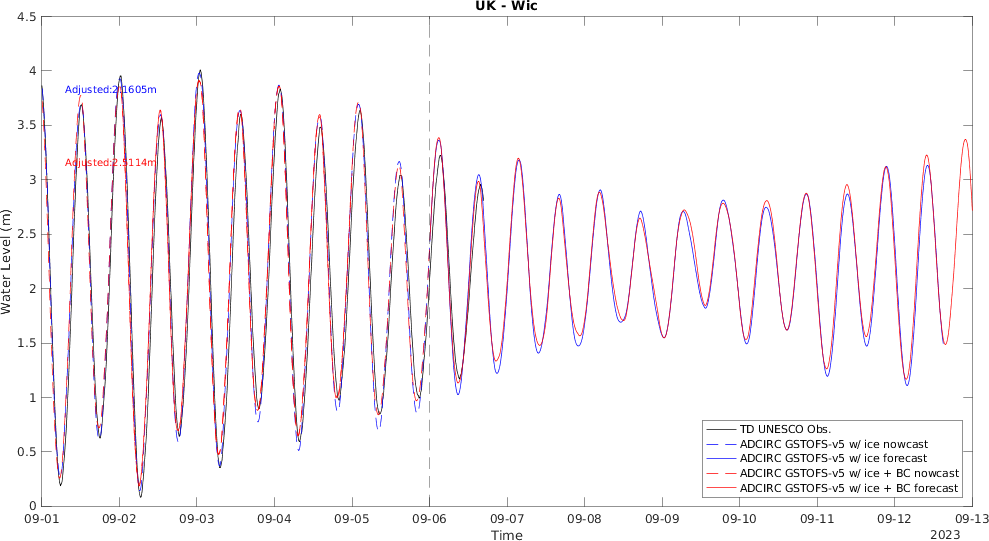 UK - Wic
4.5
4
3.5
3
2.5
2
1.5
1
0.5
0
Water Level (m)
Adjusted:2.1605m
Adjusted:2.5114m
TD UNESCO Obs.
ADCIRC GSTOFS-v5 w/ ice nowcast
ADCIRC GSTOFS-v5 w/ ice forecast
ADCIRC GSTOFS-v5 w/ ice + BC nowcast
ADCIRC GSTOFS-v5 w/ ice + BC forecast
09-01 09-02 09-03 09-04 09-05 09-06 09-07 09-08 09-09 09-10 09-11 09-12 09-13
Time
2023